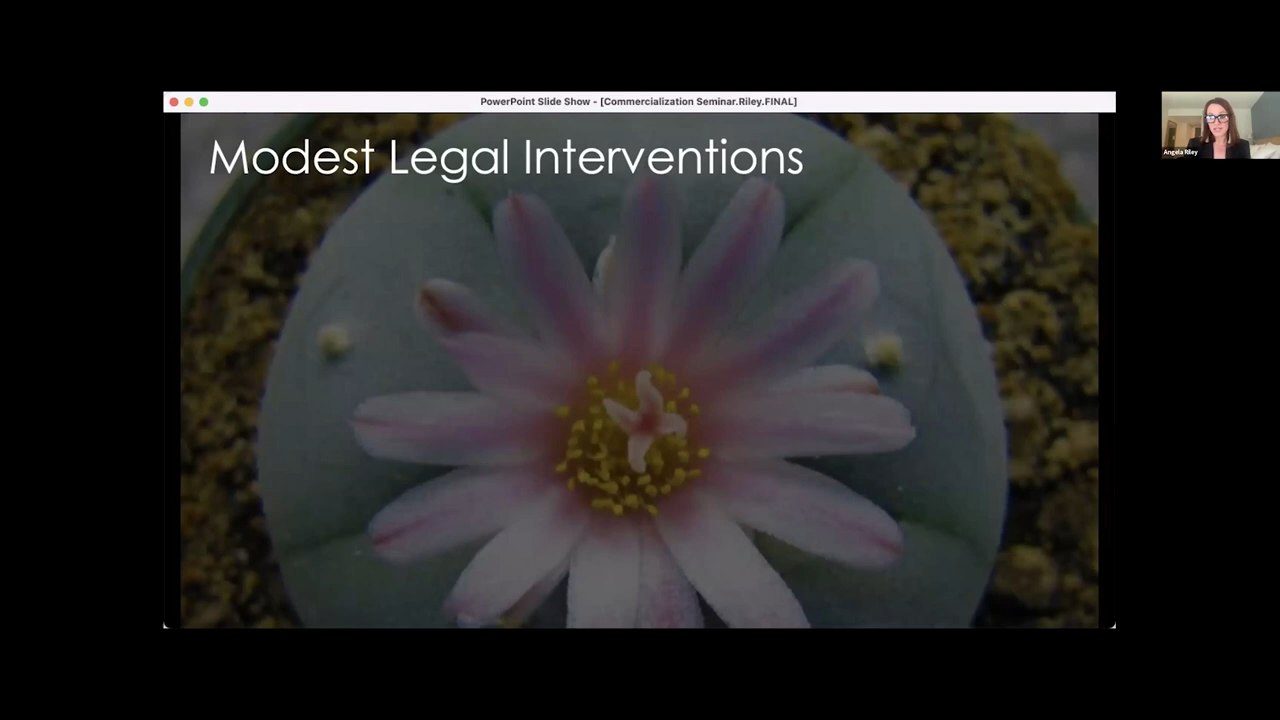 PowerPoint Slide Show - [Commercialization Seminar.Riley.FINAL]
Modest Legal Interventions
Angela Riley